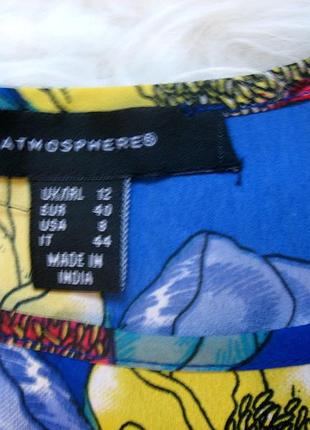 ATMOSPHERE®
UK/IRL 12
EUR 40
USA 8
IT 44
MADE IN
INDIA